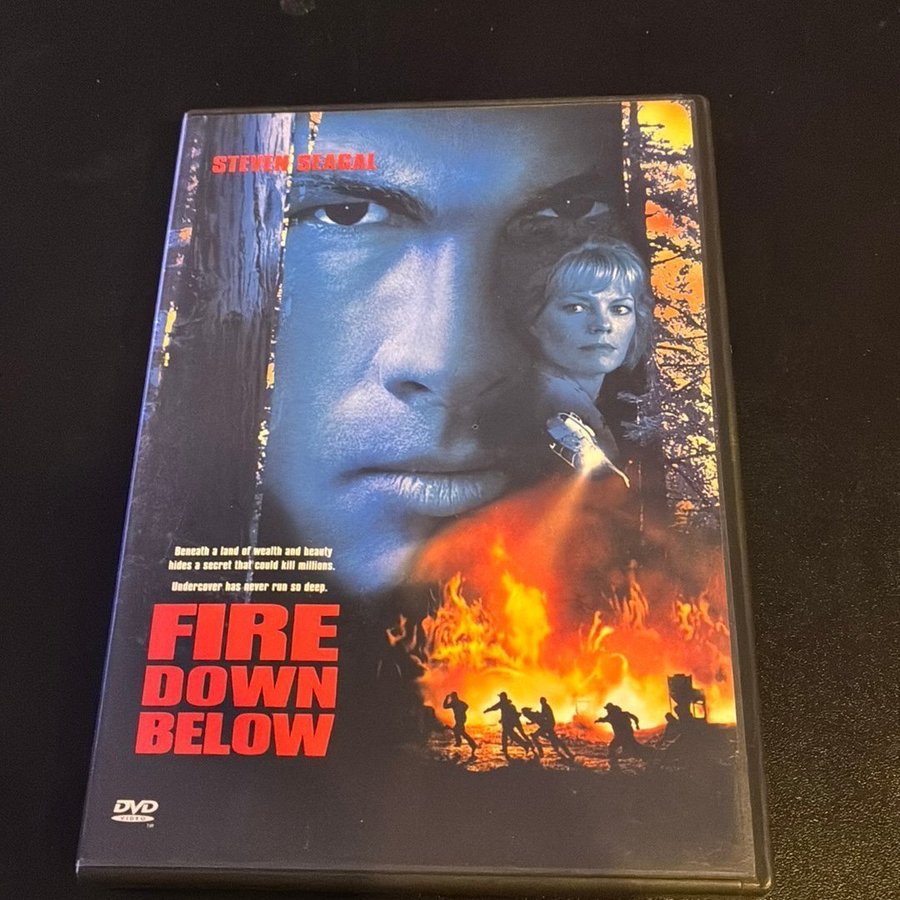 STEVEN SEAGAL
Beneath a land of wealth and beauty
hides a secret that could kill millions.
Undercover has never run so deep.
FIRE
DOWN
BELOW
DVD
VIDEO